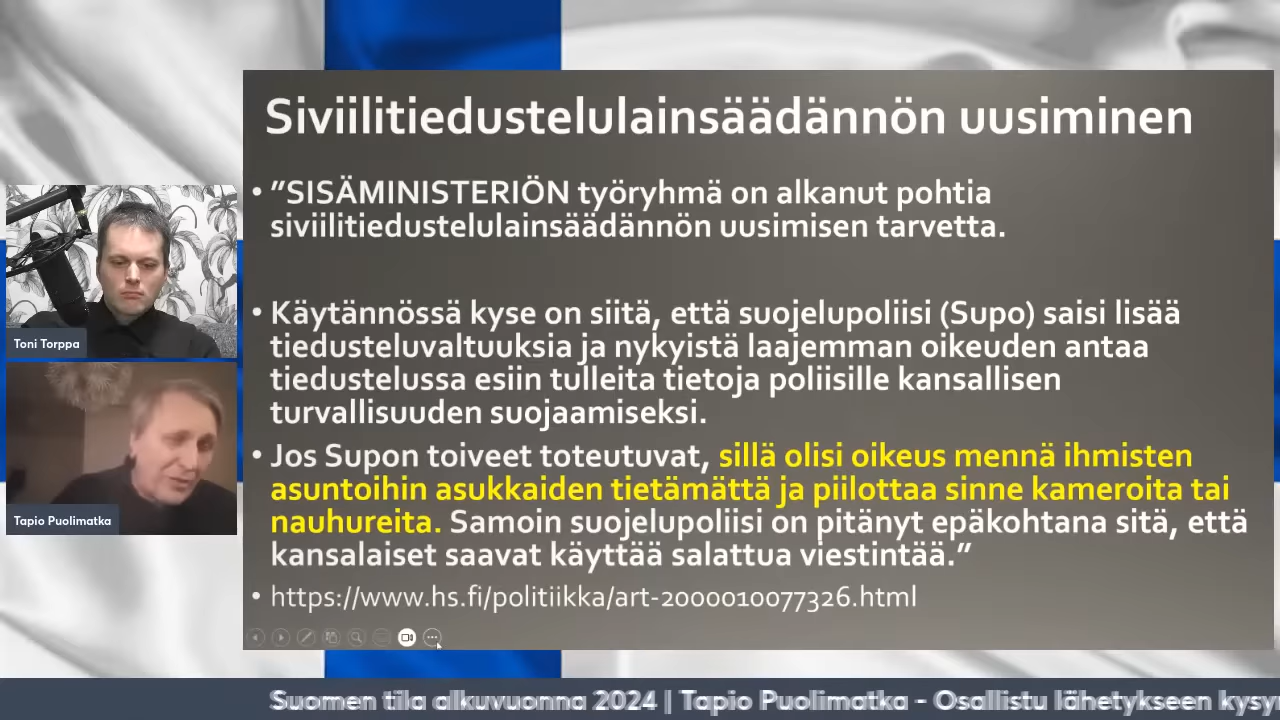 Siviilitiedustelulainsäädännön uusiminen
• ”SISÄMINISTERIÖN työryhmä on alkanut pohtia
siviilitiedustelulainsäädännön uusimisen tarvetta.
• Käytännössä kyse on siitä, että suojelupoliisi (Supo) saisi lisää
tiedusteluvaltuuksia ja nykyistä laajemman oikeuden antaa
tiedustelussa esiin tulleita tietoja poliisille kansallisen
turvallisuuden suojaamiseksi.
• Jos Supon toiveet toteutuvat, sillä olisi oikeus mennä ihmisten
asuntoihin asukkaiden tietämättä ja piilottaa sinne kameroita tai
nauhureita. Samoin suojelupoliisi on pitänyt epäkohtana sitä, että
kansalaiset saavat käyttää salattua viestintää.”
• https://www.hs.fi/politiikka/art-2000010077326.html
Toni Torppa
Tapio Puolimatka
Suomen tila alkuvuonna 2024 | Tapio Puolimatka - Osallistu lähetykseen kysy